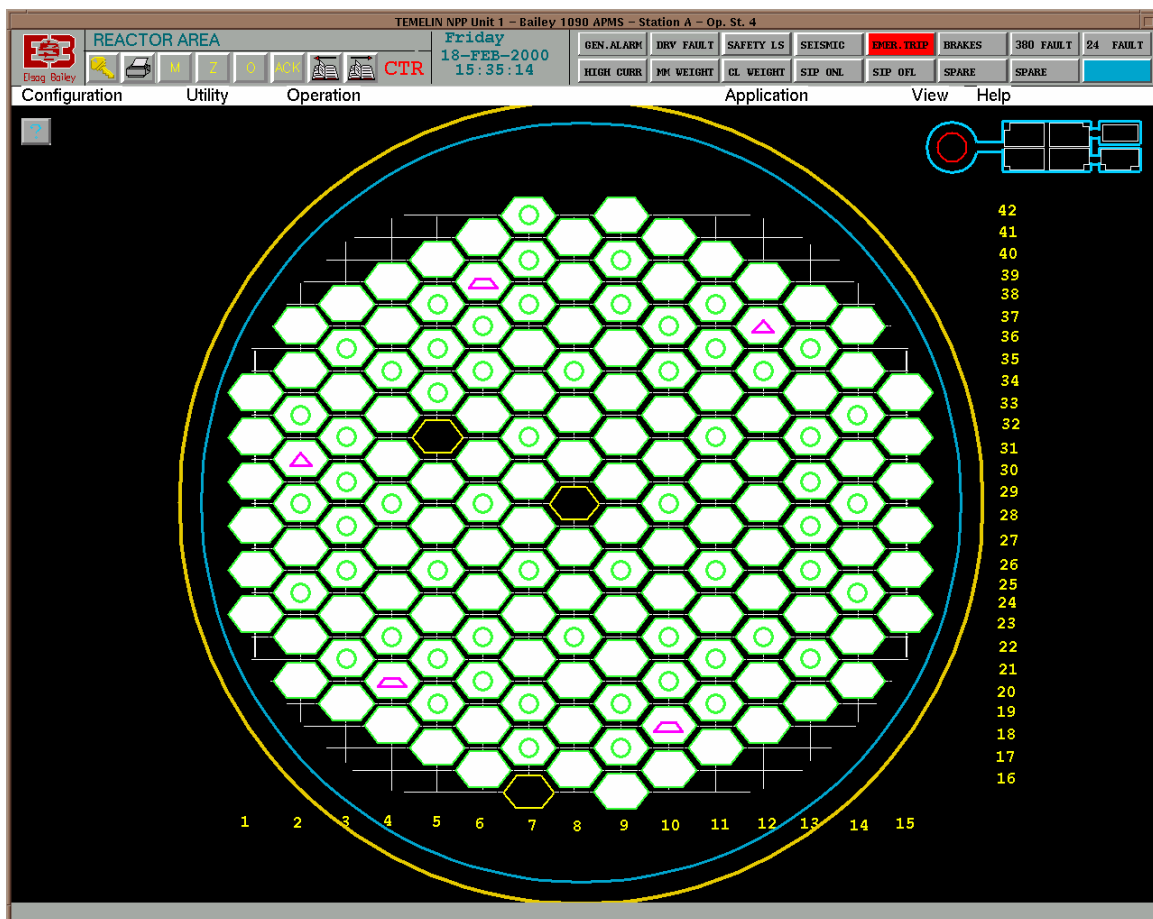 TEMELIN NPP Unit 1 – Bailey 1090 APMS – Station A – Op. St. 4
Elsag Bailey
REACTOR AREA
M Z O ACK CTR
Friday
18-FEB-2000
15:35:14
GEN.ALARM DRV FAULT SAFETY LS SEISMIC EMER.TRIP BRAKES 380 FAULT 24 FAULT
HIGH CURR MM WEIGHT CL WEIGHT SIP ONL SIP OFL SPARE SPARE
Configuration Utility Operation Application View Help
?
42
41
40
39
38
37
36
35
34
33
32
31
30
29
28
27
26
25
24
23
22
21
20
19
18
17
16
1 2 3 4 5 6 7 8 9 10 11 12 13 14 15